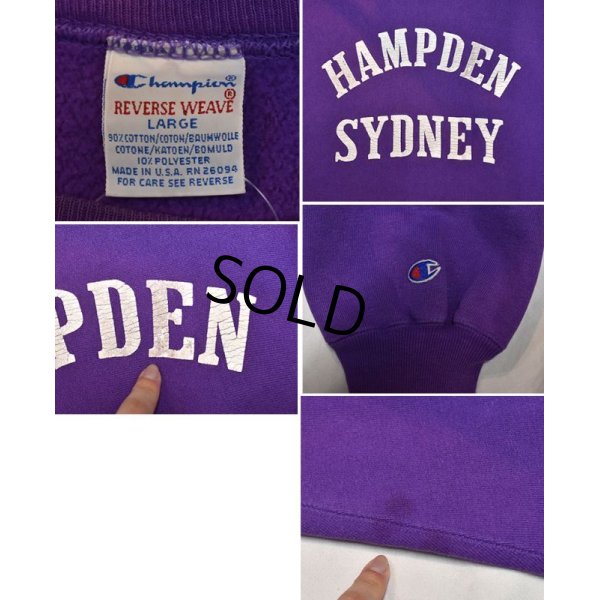 Champion®
REVERSE WEAVE®
LARGE
90% COTTON/COTON/BAUMWOLLE
COTONE/KATOEN/BOMULD
10% POLYESTER
MADE IN U.S.A. RN 26094
FOR CARE SEE REVERSE
HAMPDEN
SYDNEY
PDEN
SOLD